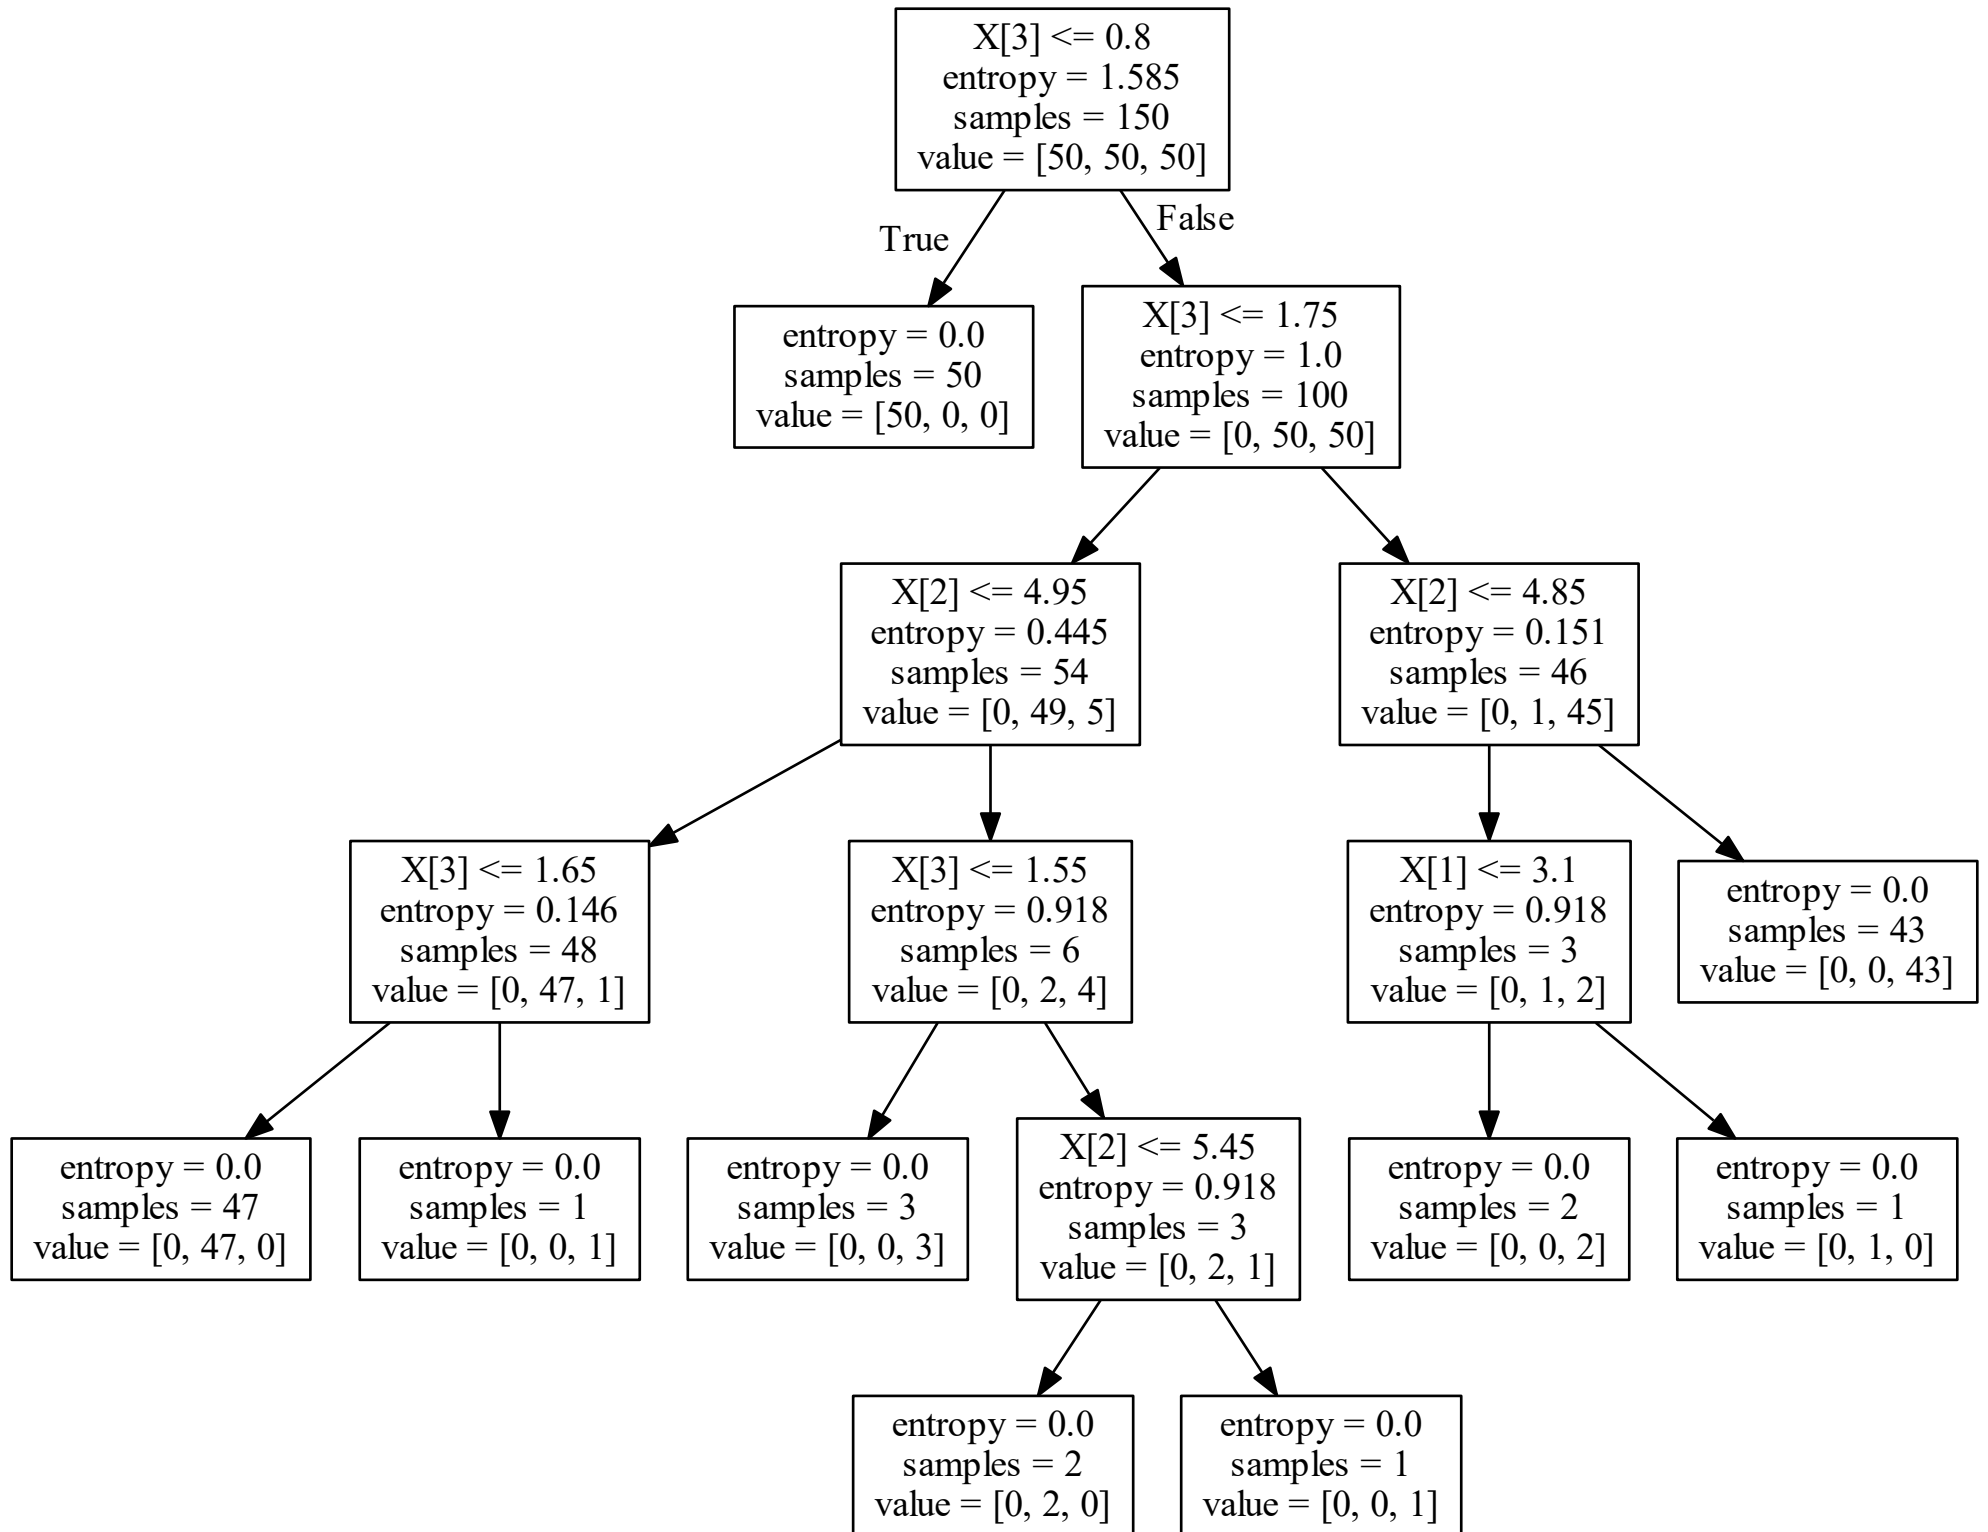 X[3] <= 0.8
entropy = 1.585
samples = 150
value = [50, 50, 50]
True
False
entropy = 0.0
samples = 50
value = [50, 0, 0]
X[3] <= 1.75
entropy = 1.0
samples = 100
value = [0, 50, 50]
X[2] <= 4.95
entropy = 0.445
samples = 54
value = [0, 49, 5]
X[2] <= 4.85
entropy = 0.151
samples = 46
value = [0, 1, 45]
X[3] <= 1.65
entropy = 0.146
samples = 48
value = [0, 47, 1]
X[3] <= 1.55
entropy = 0.918
samples = 6
value = [0, 2, 4]
X[1] <= 3.1
entropy = 0.918
samples = 3
value = [0, 1, 2]
entropy = 0.0
samples = 43
value = [0, 0, 43]
entropy = 0.0
samples = 47
value = [0, 47, 0]
entropy = 0.0
samples = 1
value = [0, 0, 1]
entropy = 0.0
samples = 3
value = [0, 0, 3]
X[2] <= 5.45
entropy = 0.918
samples = 3
value = [0, 2, 1]
entropy = 0.0
samples = 2
value = [0, 0, 2]
entropy = 0.0
samples = 1
value = [0, 1, 0]
entropy = 0.0
samples = 2
value = [0, 2, 0]
entropy = 0.0
samples = 1
value = [0, 0, 1]